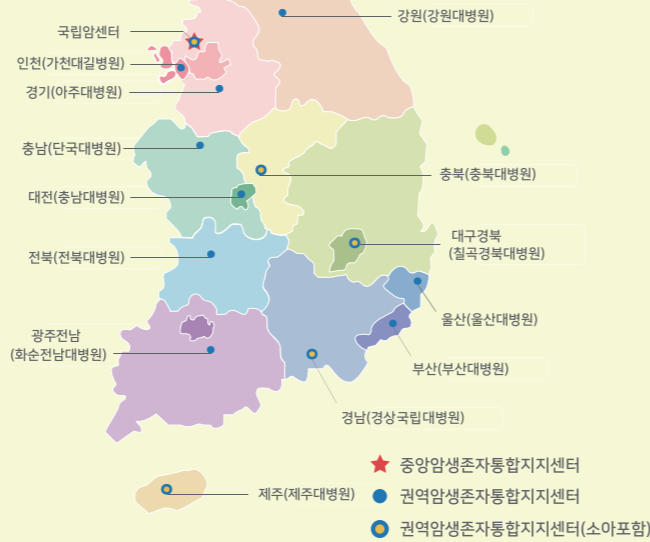 강원(강원대병원)
국립암센터
인천(가천대길병원)
경기(아주대병원)
충남(단국대병원)
충북(충북대병원)
대전(충남대병원)
대구경북
(칠곡경북대병원)
전북(전북대병원)
울산(울산대병원)
광주전남
(화순전남대병원)
부산(부산대병원)
경남(경상국립대병원)
제주(제주대병원)
중앙암생존자통합지지센터
권역암생존자통합지지센터
권역암생존자통합지지센터(소아포함)